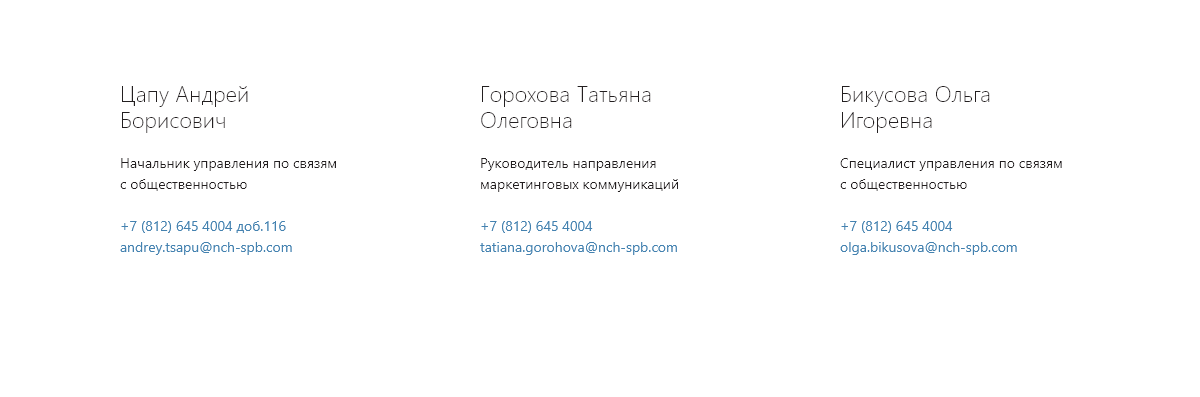 Цапу Андрей
Борисович
Начальник управления по связям
с общественностью
+7 (812) 645 4004 доб.116
andrey.tsapu@nch-spb.com
Горохова Татьяна
Олеговна
Руководитель направления
маркетинговых коммуникаций
+7 (812) 645 4004
tatiana.gorohova@nch-spb.com
Бикусова Ольга
Игоревна
Специалист управления по связям
с общественностью
+7 (812) 645 4004
olga.bikusova@nch-spb.com